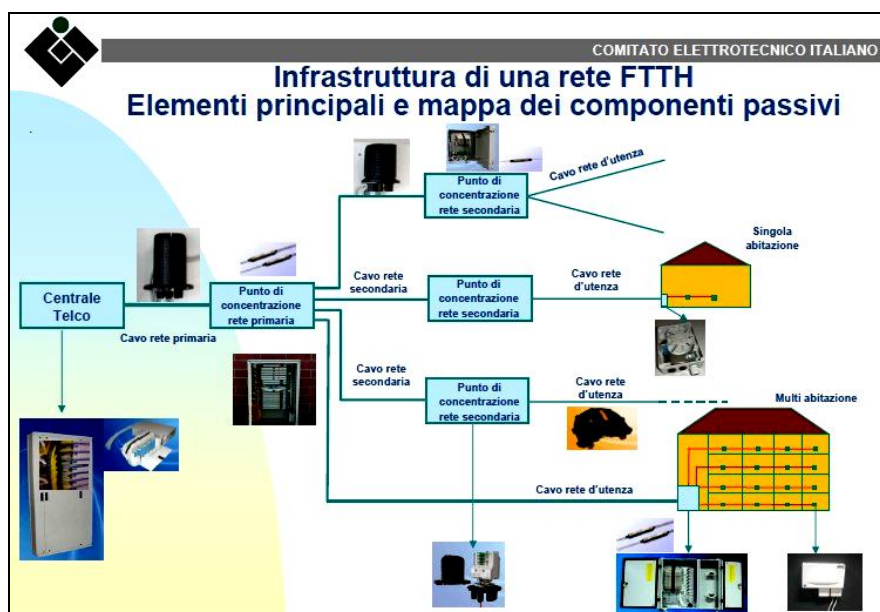 COMITATO ELETTROTECNICO ITALIANO
Infrastruttura di una rete FTTH
Elementi principali e mappa dei componenti passivi
Cavo rete d'utenza
Punto di
concentrazione
rete secondaria
Singola
abitazione
Centrale
Telco
Cavo rete primaria
Punto di
concentrazione
rete primaria
Cavo rete
secondaria
Punto di
concentrazione
rete secondaria
Cavo rete
d'utenza
Cavo rete
secondaria
Punto di
concentrazione
rete secondaria
Cavo rete
d'utenza
Multi abitazione
Cavo rete d'utenza